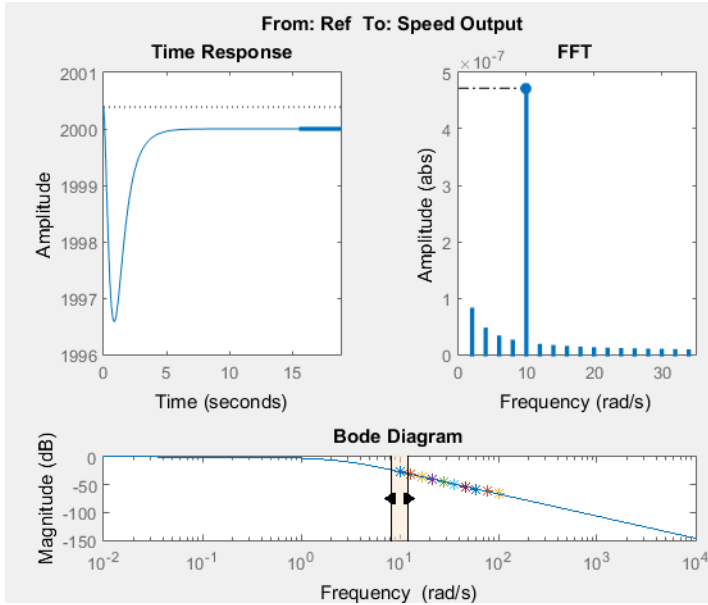 From: Ref To: Speed Output
Time Response
2001
2000
1999
1998
1997
1996
Amplitude
0 5 10 15
Time (seconds)
FFT
×10⁻⁷
5
4
3
2
1
0
Amplitude (abs)
0 10 20 30
Frequency (rad/s)
Bode Diagram
0
-50
-100
-150
Magnitude (dB)
10⁻² 10⁻¹ 10⁰ 10¹ 10² 10³ 10⁴
Frequency (rad/s)